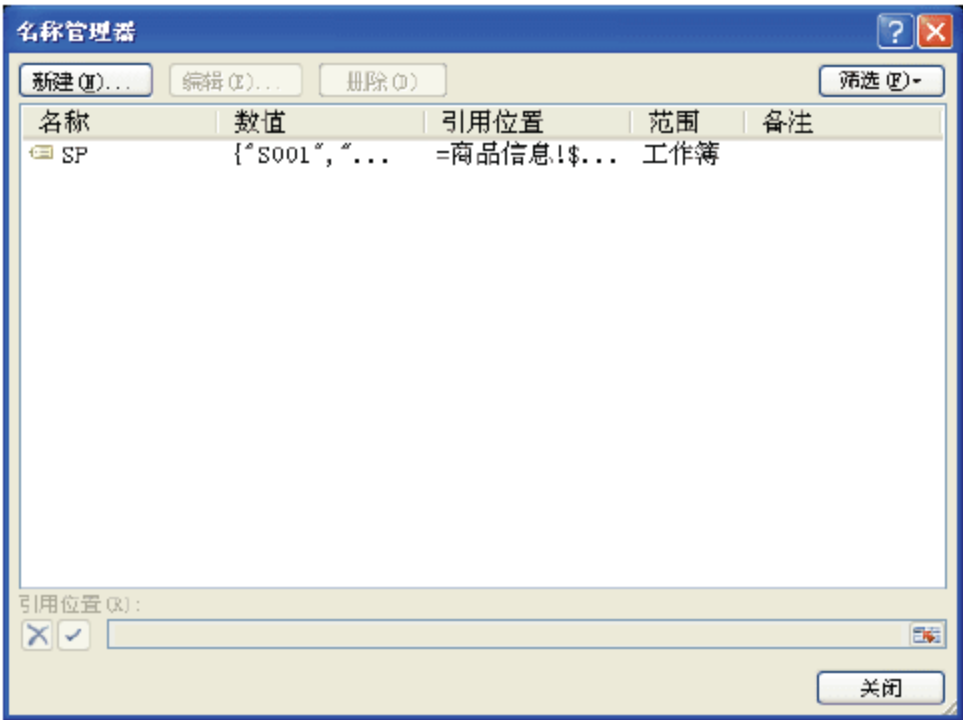 名称管理器
新建(N)... 编辑(E)... 删除(D) 筛选(F)
名称 数值 引用位置 范围 备注
SP {"S001","... =商品信息!$... 工作簿
引用位置(R):
关闭